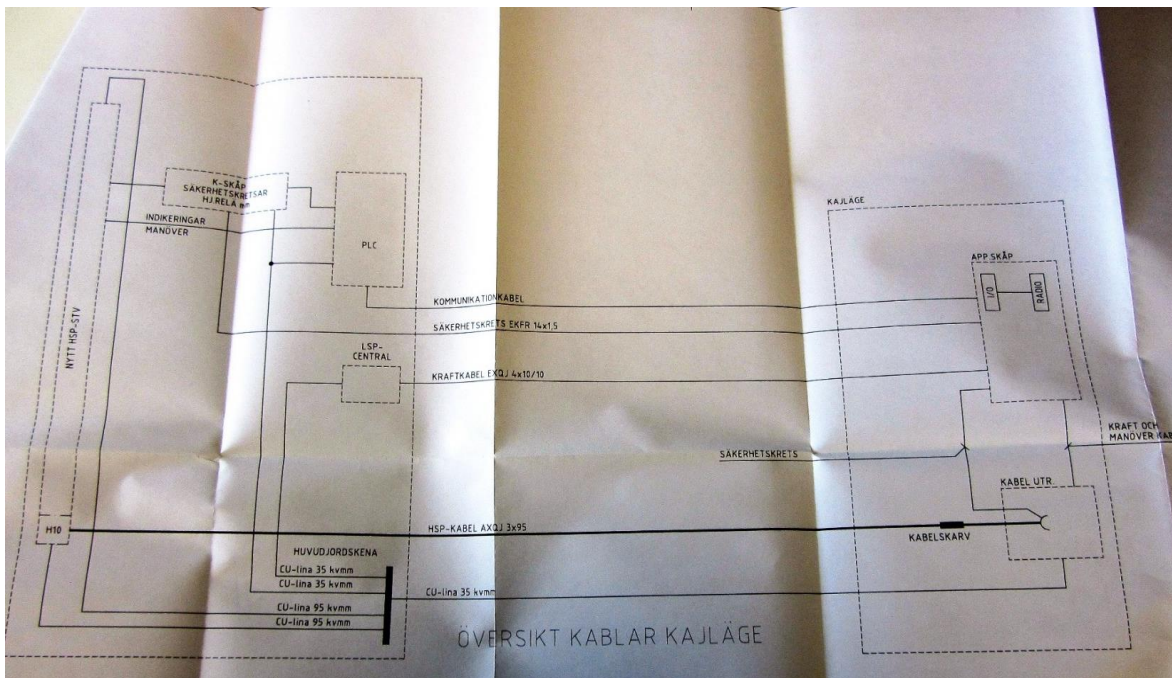 K-SKÅP
SÄKERHETSKRETSAR
HJ.RELÄ mm
INDIKERINGAR
MANÖVER
PLC
NYTT HSP-STV
KAJLÄGE
APP.SKÅP
I/O
RADIO
KOMMUNIKATIONKABEL
SÄKERHETSKRETS EKFR 14x1,5
LSP-
CENTRAL
KRAFTKABEL EXQJ 4x10/10
SÄKERHETSKRETS
KRAFT OCH
MANÖVER KAB
KABEL UTR.
H10
HSP-KABEL AXQJ 3x95
KABELSKARV
HUVUDJORDSKENA
CU-lina 35 kvmm
CU-lina 35 kvmm
CU-lina 35 kvmm
CU-lina 95 kvmm
CU-lina 95 kvmm
ÖVERSIKT KABLAR KAJLÄGE